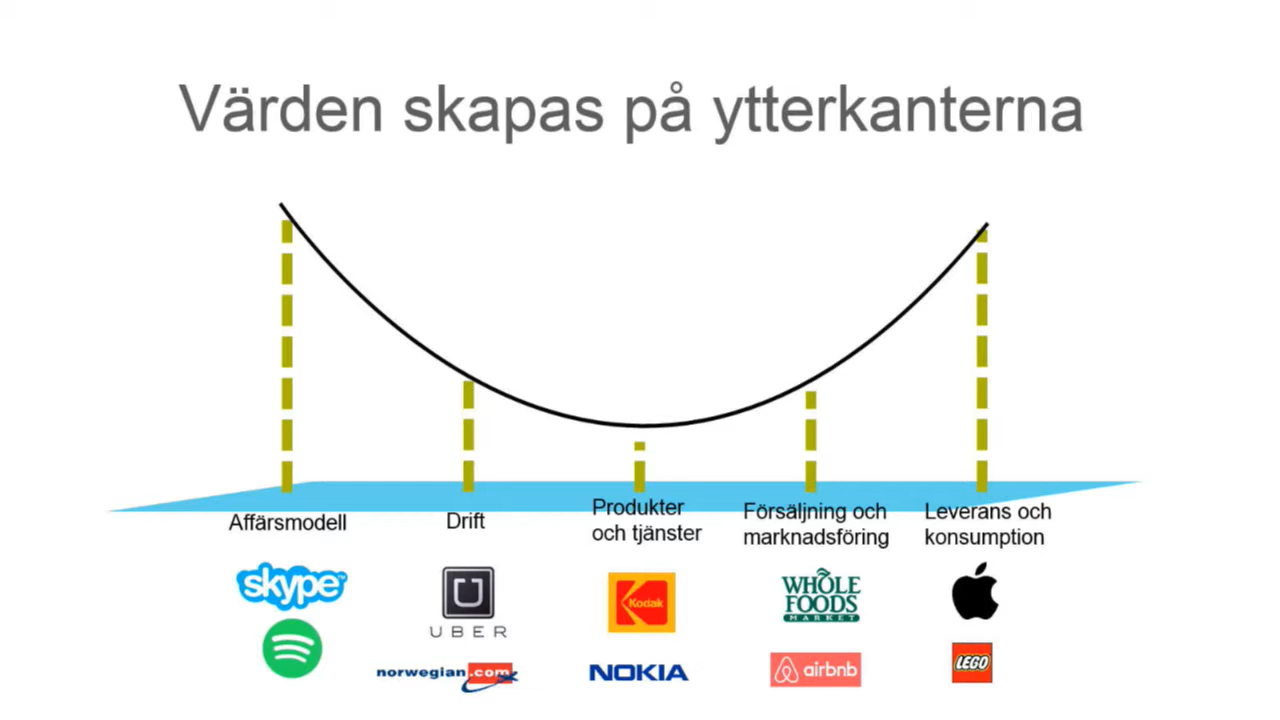 Värden skapas på ytterkanterna
Affärsmodell
Drift
Produkter
och tjänster
Försäljning och
marknadsföring
Leverans och
konsumption
skype™
UBER
Kodak
WHOLE
FOODS
MARKET
norwegian.com
NOKIA
airbnb
LEGO